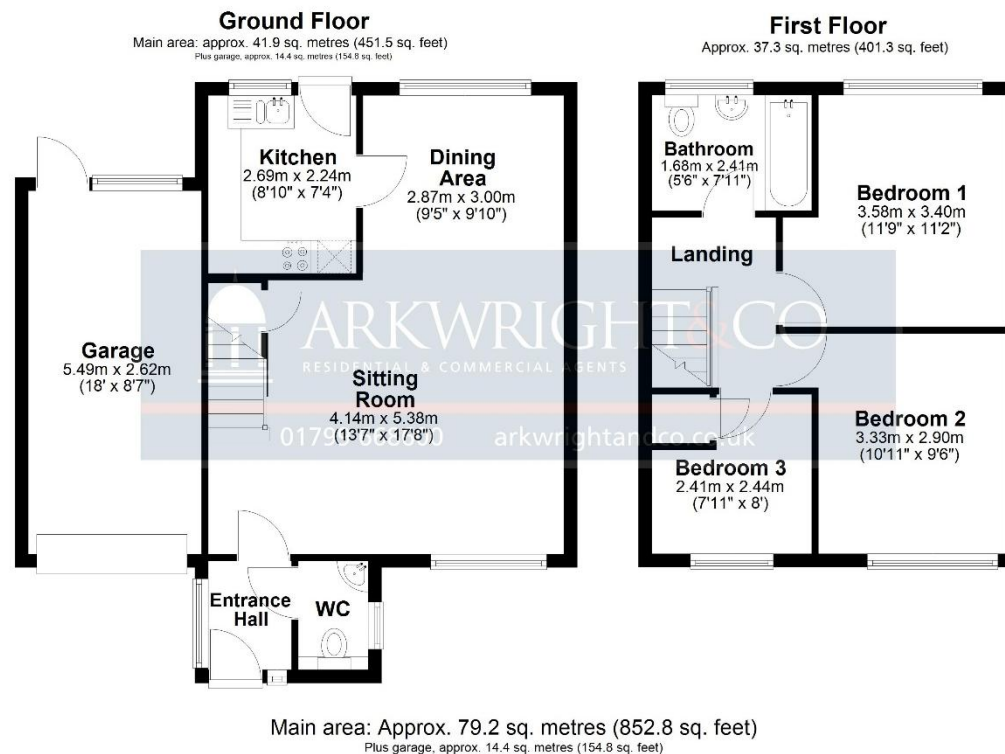 Ground Floor
Main area: approx. 41.9 sq. metres (451.5 sq. feet)
Plus garage, approx. 14.4 sq. metres (154.8 sq. feet)
Kitchen
2.69m x 2.24m
(8'10" x 7'4")
Dining
Area
2.87m x 3.00m
(9'5" x 9'10")
Garage
5.49m x 2.62m
(18' x 8'7")
Sitting
Room
4.14m x 5.38m
(13'7" x 17'8")
Entrance
Hall
WC
First Floor
Approx. 37.3 sq. metres (401.3 sq. feet)
Bathroom
1.68m x 2.41m
(5'6" x 7'11")
Bedroom 1
3.58m x 3.40m
(11'9" x 11'2")
Landing
Bedroom 2
3.33m x 2.90m
(10'11" x 9'6")
Bedroom 3
2.41m x 2.44m
(7'11" x 8')
ARKWRIGHT&CO
RESIDENTIAL & COMMERCIAL AGENTS
arkwrightandco.co.uk
Main area: Approx. 79.2 sq. metres (852.8 sq. feet)
Plus garage, approx. 14.4 sq. metres (154.8 sq. feet)